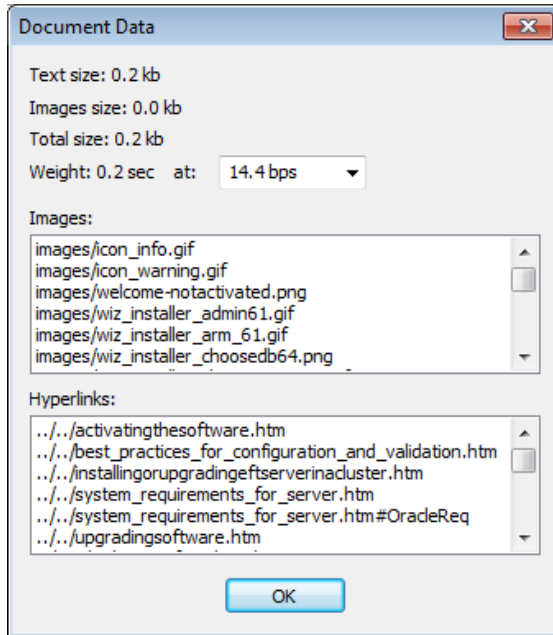 Document Data
Text size: 0.2 kb
Images size: 0.0 kb
Total size: 0.2 kb
Weight: 0.2 sec at: 14.4 bps
Images:
images/icon_info.gif
images/icon_warning.gif
images/welcome-notactivated.png
images/wiz_installer_admin61.gif
images/wiz_installer_arm_61.gif
images/wiz_installer_choosedb64.png
Hyperlinks:
../../activatingthesoftware.htm
../../best_practices_for_configuration_and_validation.htm
../../installingorupgradingeftserverinacluster.htm
../../system_requirements_for_server.htm
../../system_requirements_for_server.htm#OracleReq
../../upgradingsoftware.htm
OK